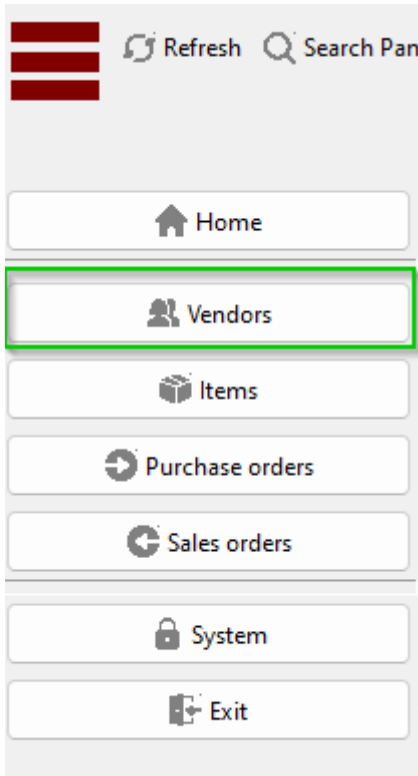 Refresh Search Pan
Home
Vendors
Items
Purchase orders
Sales orders
System
Exit